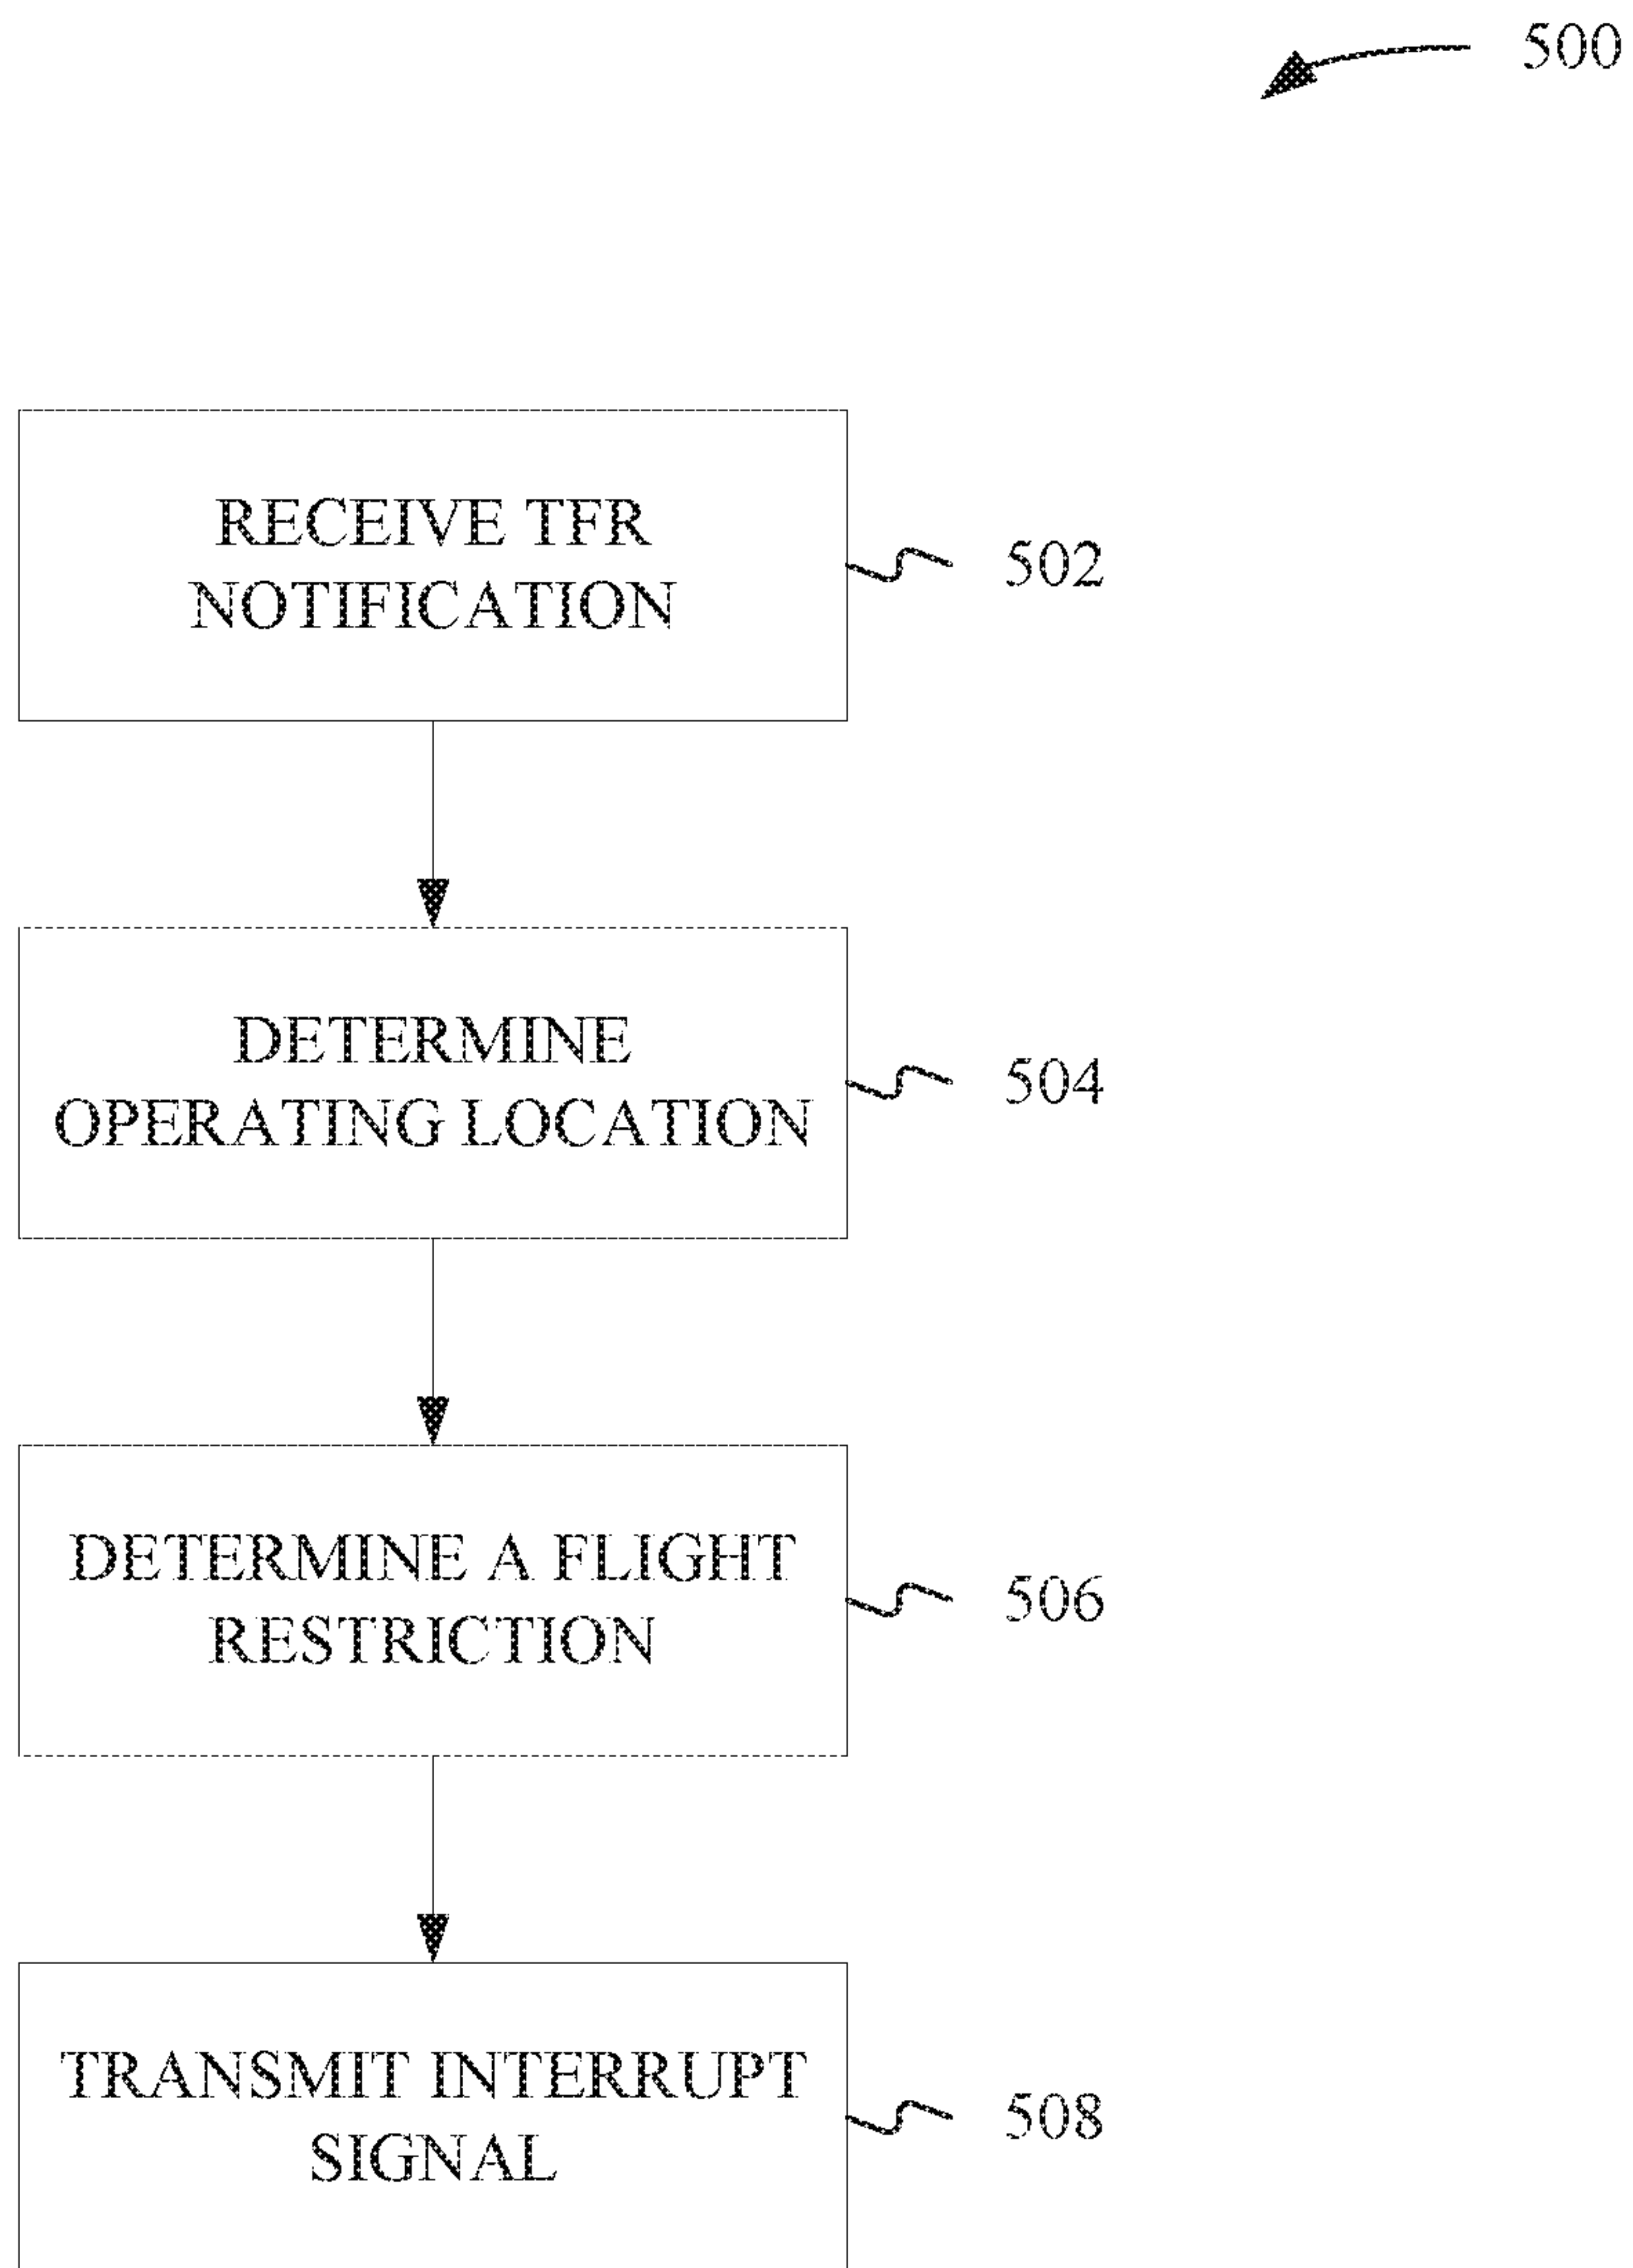 500
RECEIVE TFR
NOTIFICATION
502
DETERMINE
OPERATING LOCATION
504
DETERMINE A FLIGHT
RESTRICTION
506
TRANSMIT INTERRUPT
SIGNAL
508